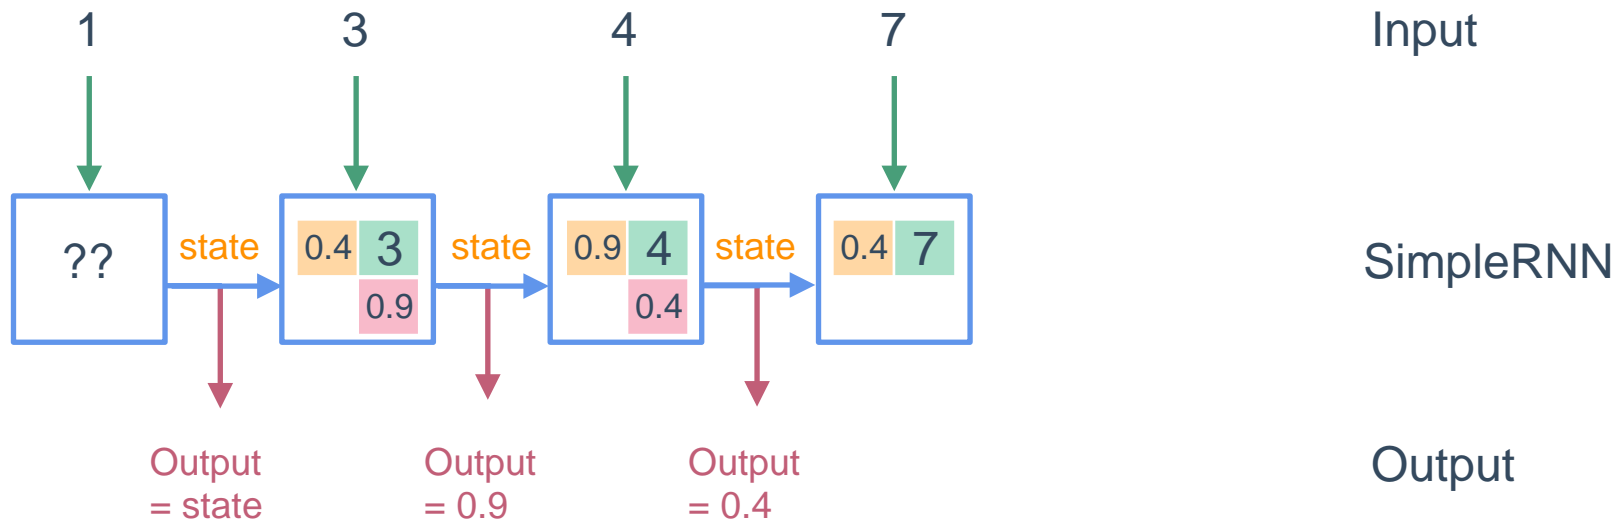 1 3 4 7 Input
?? state 0.4 3 state 0.9 4 state 0.4 7 SimpleRNN
0.9 0.4
Output Output Output Output
= state = 0.9 = 0.4